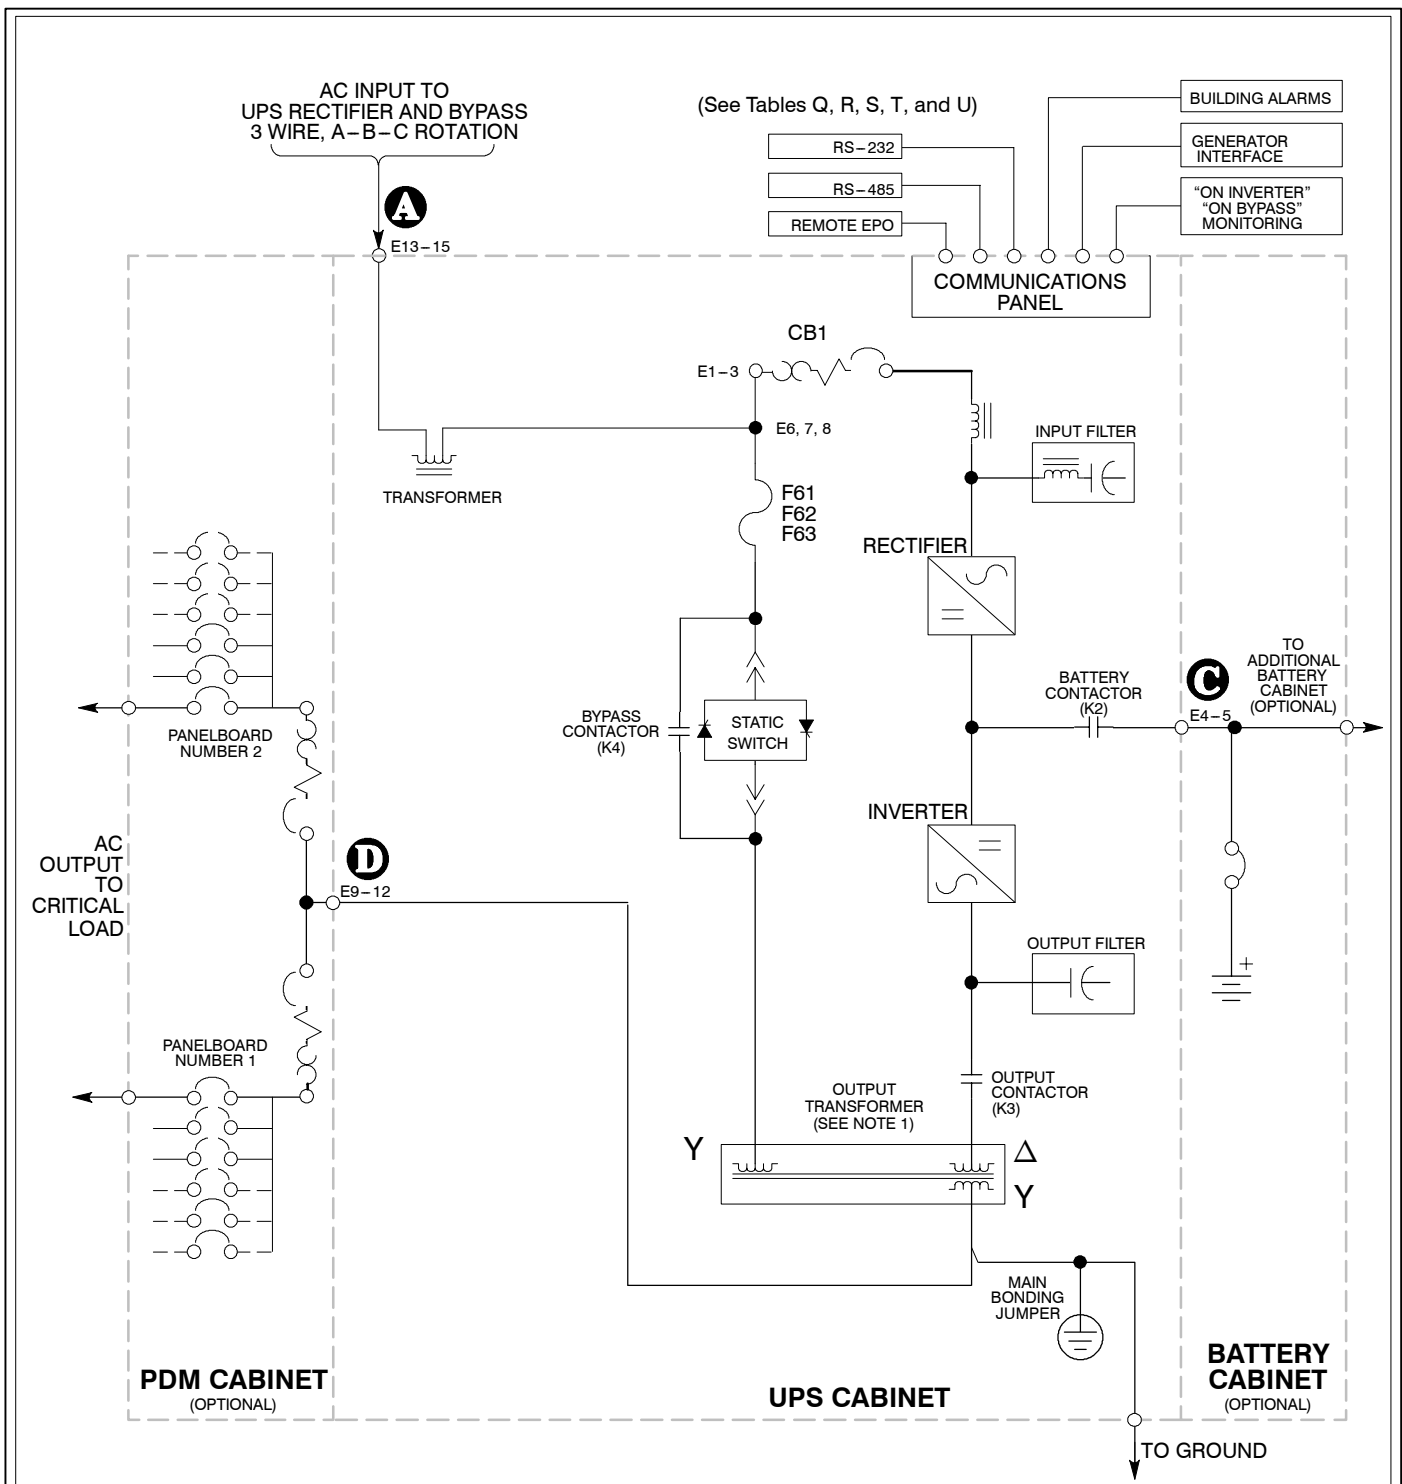 AC INPUT TO
UPS RECTIFIER AND BYPASS
3 WIRE, A-B-C ROTATION
(See Tables Q, R, S, T, and U)
RS-232
RS-485
REMOTE EPO
BUILDING ALARMS
GENERATOR
INTERFACE
“ON INVERTER”
“ON BYPASS”
MONITORING
A
E13-15
COMMUNICATIONS
PANEL
CB1
E1-3
E6, 7, 8
TRANSFORMER
INPUT FILTER
F61
F62
F63
RECTIFIER
BATTERY
CONTACTOR
(K2)
C
E4-5
TO
ADDITIONAL
BATTERY
CABINET
(OPTIONAL)
BYPASS
CONTACTOR
(K4)
STATIC
SWITCH
PANELBOARD
NUMBER 2
INVERTER
AC
OUTPUT
TO
CRITICAL
LOAD
D
E9-12
OUTPUT FILTER
+
PANELBOARD
NUMBER 1
OUTPUT
TRANSFORMER
(SEE NOTE 1)
OUTPUT
CONTACTOR
(K3)
Y
Δ
Y
MAIN
BONDING
JUMPER
PDM CABINET
(OPTIONAL)
UPS CABINET
BATTERY
CABINET
(OPTIONAL)
TO GROUND